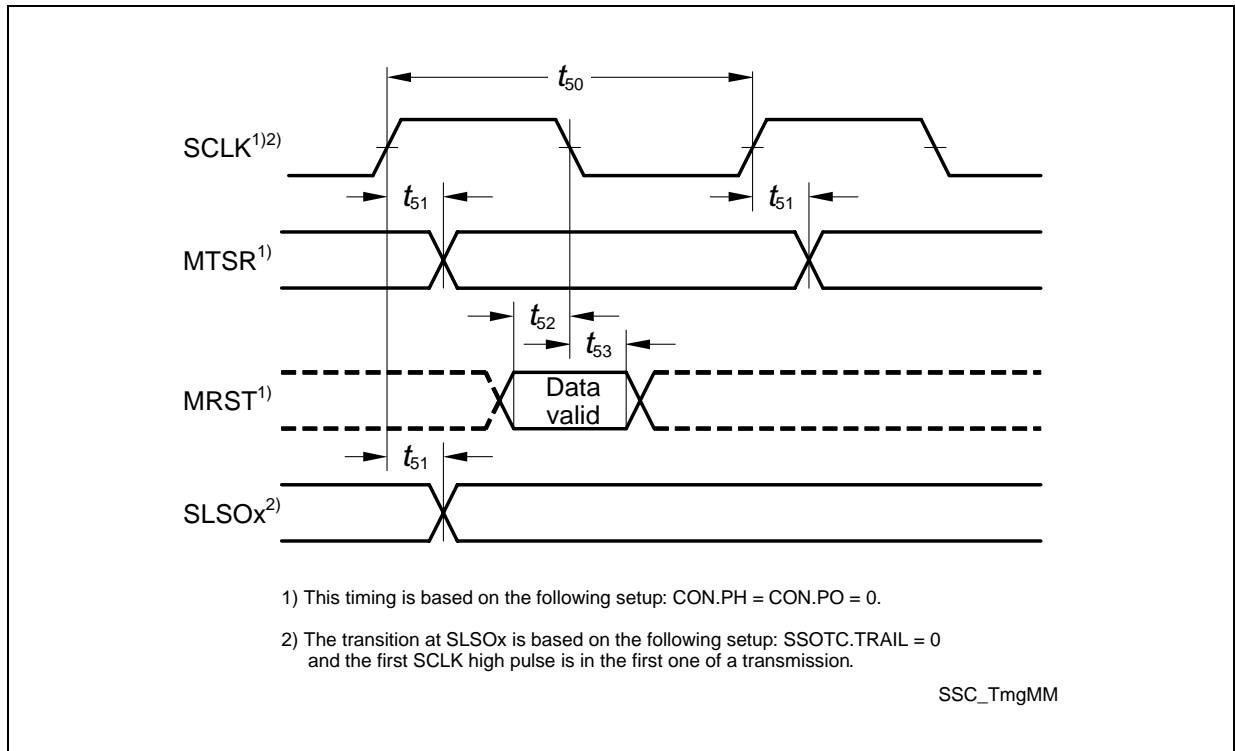 t50
SCLK1)2)
t51 t51
MTSR1)
t52
t53
MRST1) Data
valid
t51
SLSOx2)
1) This timing is based on the following setup: CON.PH = CON.PO = 0.
2) The transition at SLSOx is based on the following setup: SSOTC.TRAIL = 0
and the first SCLK high pulse is in the first one of a transmission.
SSC_TmgMM